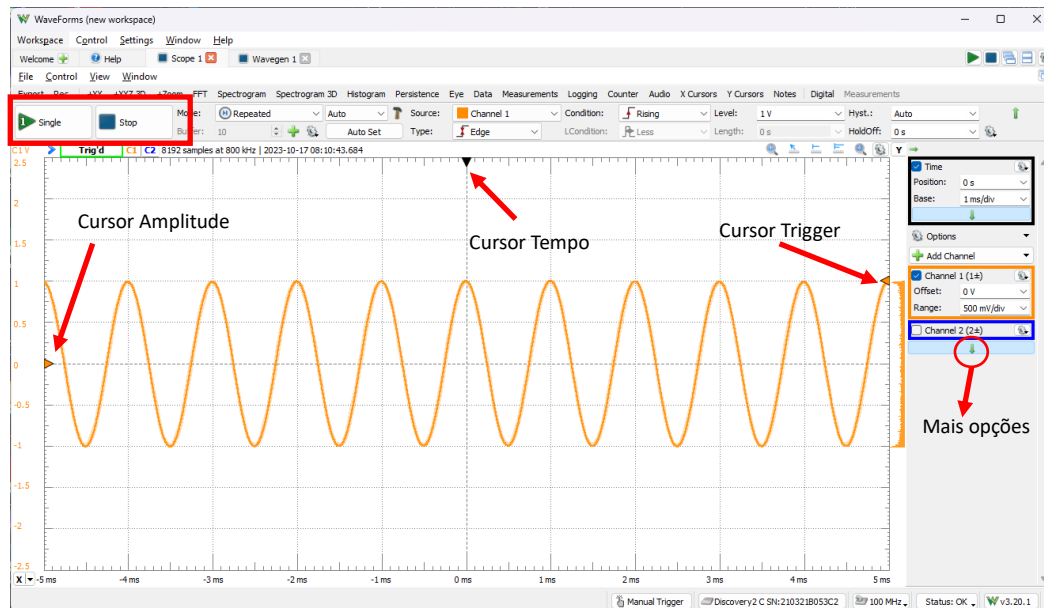 WaveForms (new workspace)
Workspace Control Settings Window Help
Welcome Help Scope 1 Wavegen 1
File Control View Window
Export +XY +XYZ 3D +Zoom FFT Spectrogram Spectrogram 3D Histogram Persistence Eye Data Measurements Logging Counter Audio X Cursors Y Cursors Notes Digital Measurements
1 Single Stop Mode: Repeated Auto Source: Channel 1 Condition: Rising Level: 1 V Hyst.: Auto
Buffer: 10 Auto Set Type: Edge LCondition: Less Length: 0 s HoldOff: 0 s
C1 V Trig'd C1 C2 8192 samples at 800 kHz | 2023-10-17 08:10:43.684 Y
2.5
2
1.5
1
0.5
0
-0.5
-1
-1.5
-2
-2.5
Cursor Amplitude
Cursor Tempo
Cursor Trigger
Time
Position: 0 s
Base: 1 ms/div
Options
Add Channel
Channel 1 (1±)
Offset: 0 V
Range: 500 mV/div
Channel 2 (2±)
Mais opções
X -5 ms -4 ms -3 ms -2 ms -1 ms 0 ms 1 ms 2 ms 3 ms 4 ms 5 ms
Manual Trigger Discovery2 C SN:210321B053C2 100 MHz Status: OK v3.20.1